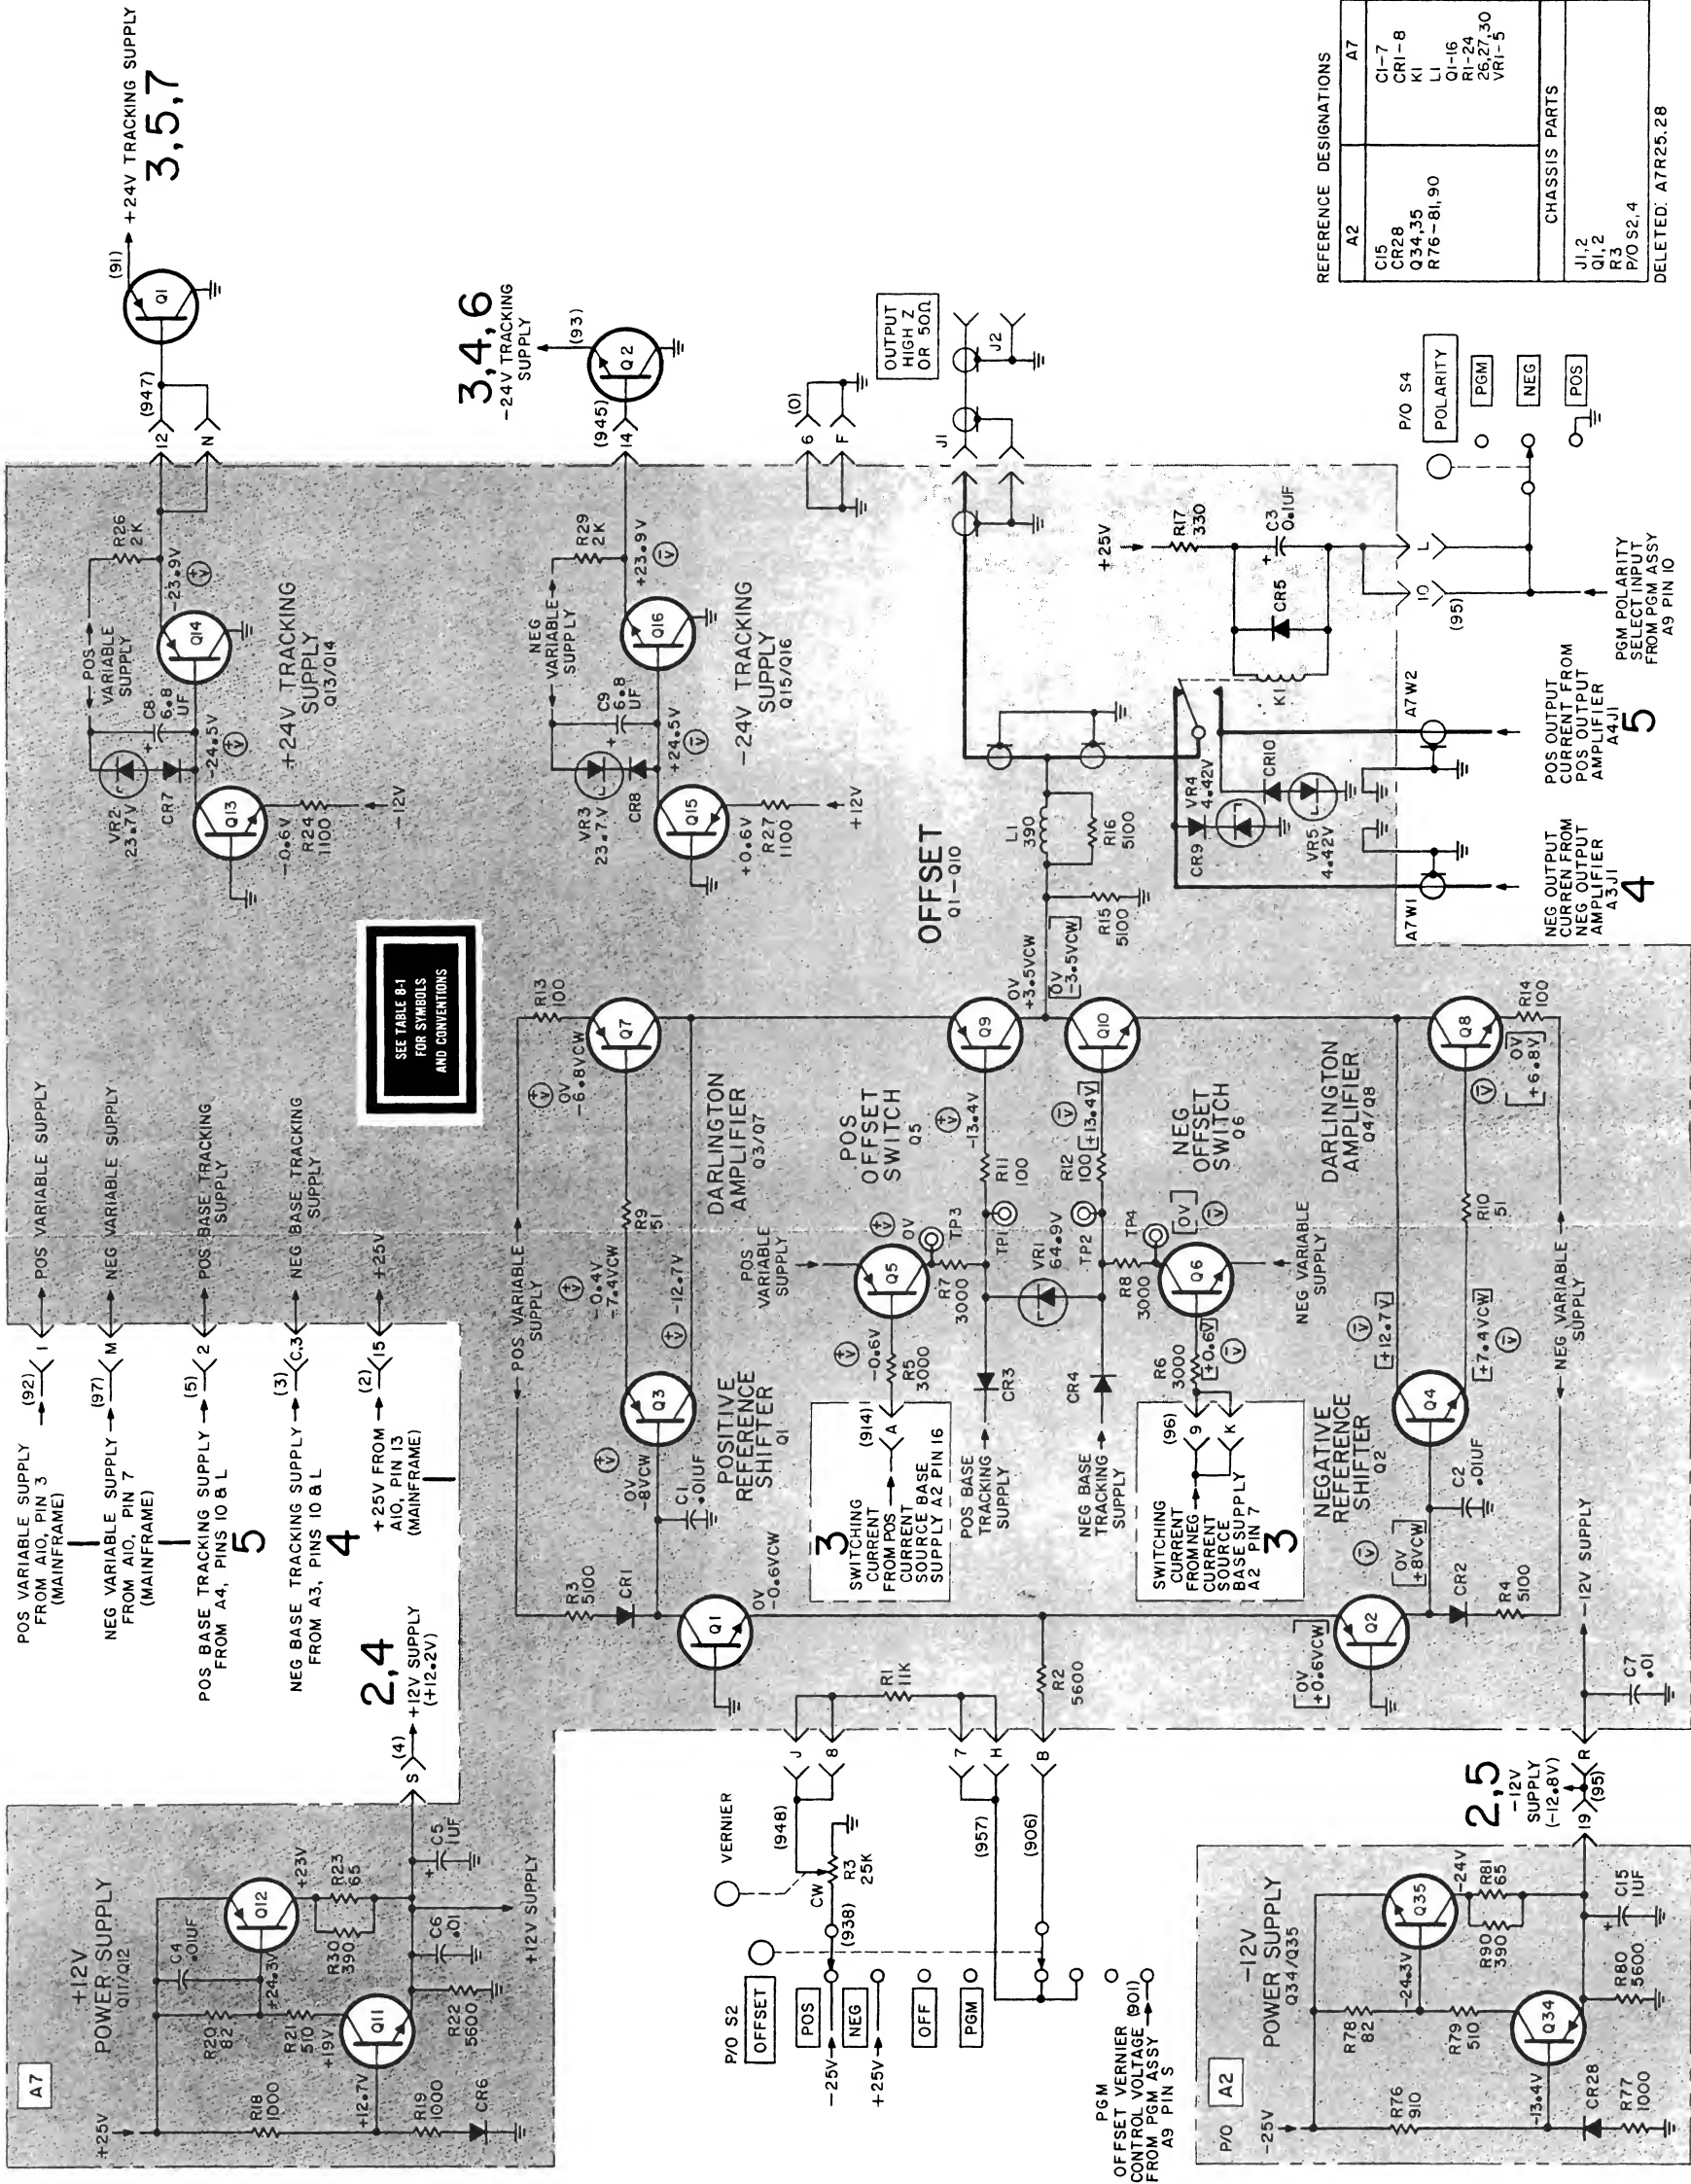 POS VARIABLE SUPPLY
FROM A10, PIN 3
(MAINFRAME)
1
(92)
1
POS VARIABLE SUPPLY
NEG VARIABLE SUPPLY
FROM A10, PIN 7
(MAINFRAME)
1
(97)
M
NEG VARIABLE SUPPLY
POS BASE TRACKING SUPPLY
FROM A4, PINS 10 & L
5
(5)
2
POS BASE TRACKING
SUPPLY
NEG BASE TRACKING SUPPLY
FROM A3, PINS 10 & L
4
(3)
C,3
NEG BASE TRACKING
SUPPLY
+25V FROM
A10, PIN 13
(MAINFRAME)
1
(2)
15
+25V
SEE TABLE 8-1
FOR SYMBOLS
AND CONVENTIONS
A7
+12V
POWER SUPPLY
Q11/Q12
+25V
R18
1000
R20
82
C4
.01UF
Q12
+24.3V
R21
510
+19V
+23V
R30
390
R23
65
+12.7V
Q11
R19
1000
CR6
R22
5600
C6
.01
C5
1UF
+12V SUPPLY
S
(4)
2,4
+12V SUPPLY
(+12.2V)
POS
VARIABLE
SUPPLY
VR2
23.7V
CR7
C8
6.8
UF
R26
2K
Q14
-23.9V
-24.5V
Q13
-0.6V
R24
1100
-12V
+24V TRACKING
SUPPLY
Q13/Q14
12
N
(947)
Q1
(91)
+24V TRACKING SUPPLY
3,5,7
NEG
VARIABLE
SUPPLY
VR3
23.7V
CR8
C9
6.8
UF
R29
2K
Q16
+23.9V
+24.5V
Q15
+0.6V
R27
1100
+12V
-24V TRACKING
SUPPLY
Q15/Q16
(945)
14
Q2
(93)
3,4,6
-24V TRACKING
SUPPLY
6
(0)
F
OUTPUT
HIGH Z
OR 50Ω
J1
J2
POS VARIABLE
SUPPLY
R3
5100
CR1
0V
-8VCW
C1
.01UF
Q1
0V
-0.6VCW
POSITIVE
REFERENCE
SHIFTER
Q1
Q3
-0.4V
-7.4VCW
-12.7V
R9
51
DARLINGTON
AMPLIFIER
Q3/Q7
Q7
0V
-6.8VCW
R13
100
3
SWITCHING
CURRENT
FROM POS
CURRENT
SOURCE BASE
SUPPLY A2 PIN 16
(914)
A
-0.6V
R5
3000
POS
VARIABLE
SUPPLY
Q5
0V
TP3
R7
3000
POS
OFFSET
SWITCH
Q5
R11
100
-13.4V
TP1
Q9
0V
+3.5VCW
POS BASE
TRACKING
SUPPLY
CR3
VR1
64.9V
NEG BASE
TRACKING
SUPPLY
CR4
TP2
R12
100
+13.4V
Q10
0V
-3.5VCW
OFFSET
Q1-Q10
R8
3000
TP4
NEG
OFFSET
SWITCH
Q6
0V
SWITCHING
CURRENT
FROM NEG
CURRENT
SOURCE
BASE SUPPLY
A2 PIN 7
3
(96)
9
K
R6
3000
+0.6V
Q6
NEG VARIABLE
SUPPLY
NEGATIVE
REFERENCE
SHIFTER
Q2
0V
+0.6VCW
Q2
0V
+8VCW
C2
.01UF
CR2
R4
5100
Q4
+12.7V
+7.4VCW
DARLINGTON
AMPLIFIER
Q4/Q8
R10
51
Q8
0V
+6.8V
R14
100
NEG VARIABLE
SUPPLY
-12V SUPPLY
C7
.01
R15
5100
L1
390
R16
5100
+25V
R17
330
C3
0.1UF
CR5
K1
CR9
VR4
4.42V
CR10
VR5
4.42V
A7W1
A7W2
10
L
(95)
NEG OUTPUT
CURREN FROM
NEG OUTPUT
AMPLIFIER
A3J1
4
POS OUTPUT
CURRENT FROM
POS OUTPUT
AMPLIFIER
A4J1
5
PGM POLARITY
SELECT INPUT
FROM PGM ASSY
A9 PIN 10
P/O S4
POLARITY
PGM
NEG
POS
VERNIER
P/O S2
OFFSET
(948)
J
8
R1
11K
CW
R3
25K
(938)
POS
-25V
NEG
+25V
OFF
PGM
(957)
7
H
(906)
B
R2
5600
PGM
OFFSET VERNIER
CONTROL VOLTAGE (901)
FROM PGM ASSY
A9 PIN S
P/O
A2
-12V
POWER SUPPLY
Q34/Q35
-25V
R76
910
R78
82
-24.3V
Q35
-24V
R79
510
R90
390
R81
65
-13.4V
Q34
CR28
R77
1000
R80
5600
C15
1UF
19
R
(95)
2,5
-12V
SUPPLY
(-12.8V)
REFERENCE DESIGNATIONS
A2
A7
C15
CR28
Q34,35
R76-81,90
C1-7
CR1-8
K1
L1
Q1-16
R1-24
26,27,30
VR1-5
CHASSIS PARTS
J1,2
Q1,2
R3
P/O S2,4
DELETED: A7R25,28